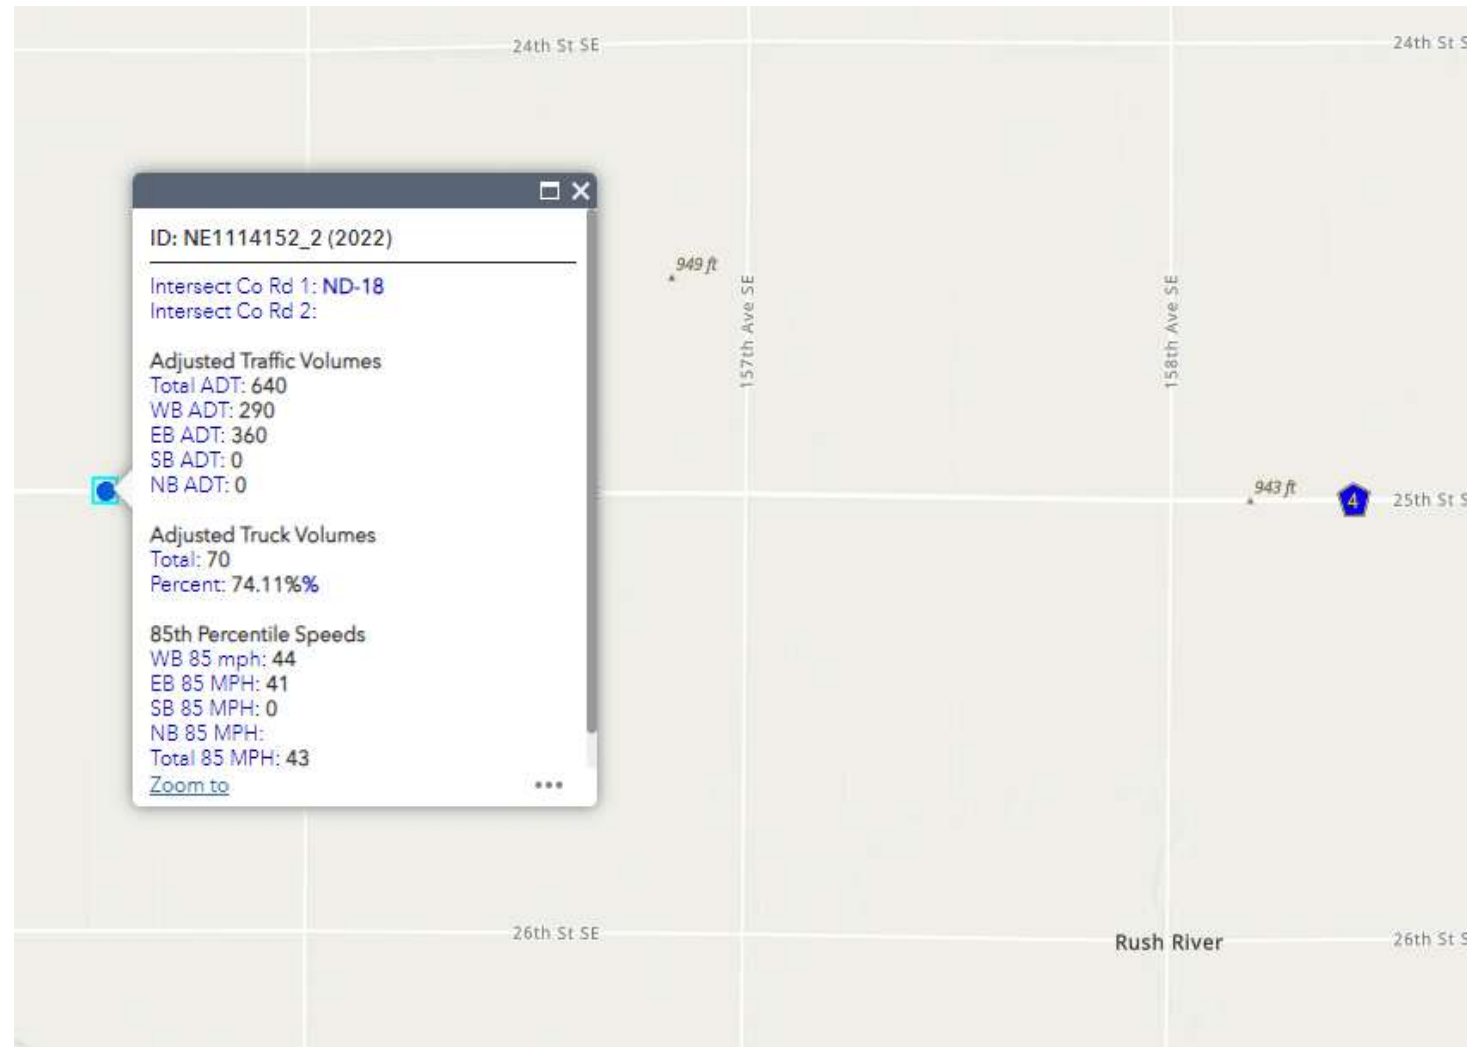 24th St SE
24th St S
ID: NE1114152_2 (2022)
Intersect Co Rd 1: ND-18
Intersect Co Rd 2:
Adjusted Traffic Volumes
Total ADT: 640
WB ADT: 290
EB ADT: 360
SB ADT: 0
NB ADT: 0
Adjusted Truck Volumes
Total: 70
Percent: 74.11%%
85th Percentile Speeds
WB 85 mph: 44
EB 85 MPH: 41
SB 85 MPH: 0
NB 85 MPH:
Total 85 MPH: 43
Zoom to
949 ft
157th Ave SE
158th Ave SE
943 ft
4
25th St S
26th St SE
Rush River
26th St S